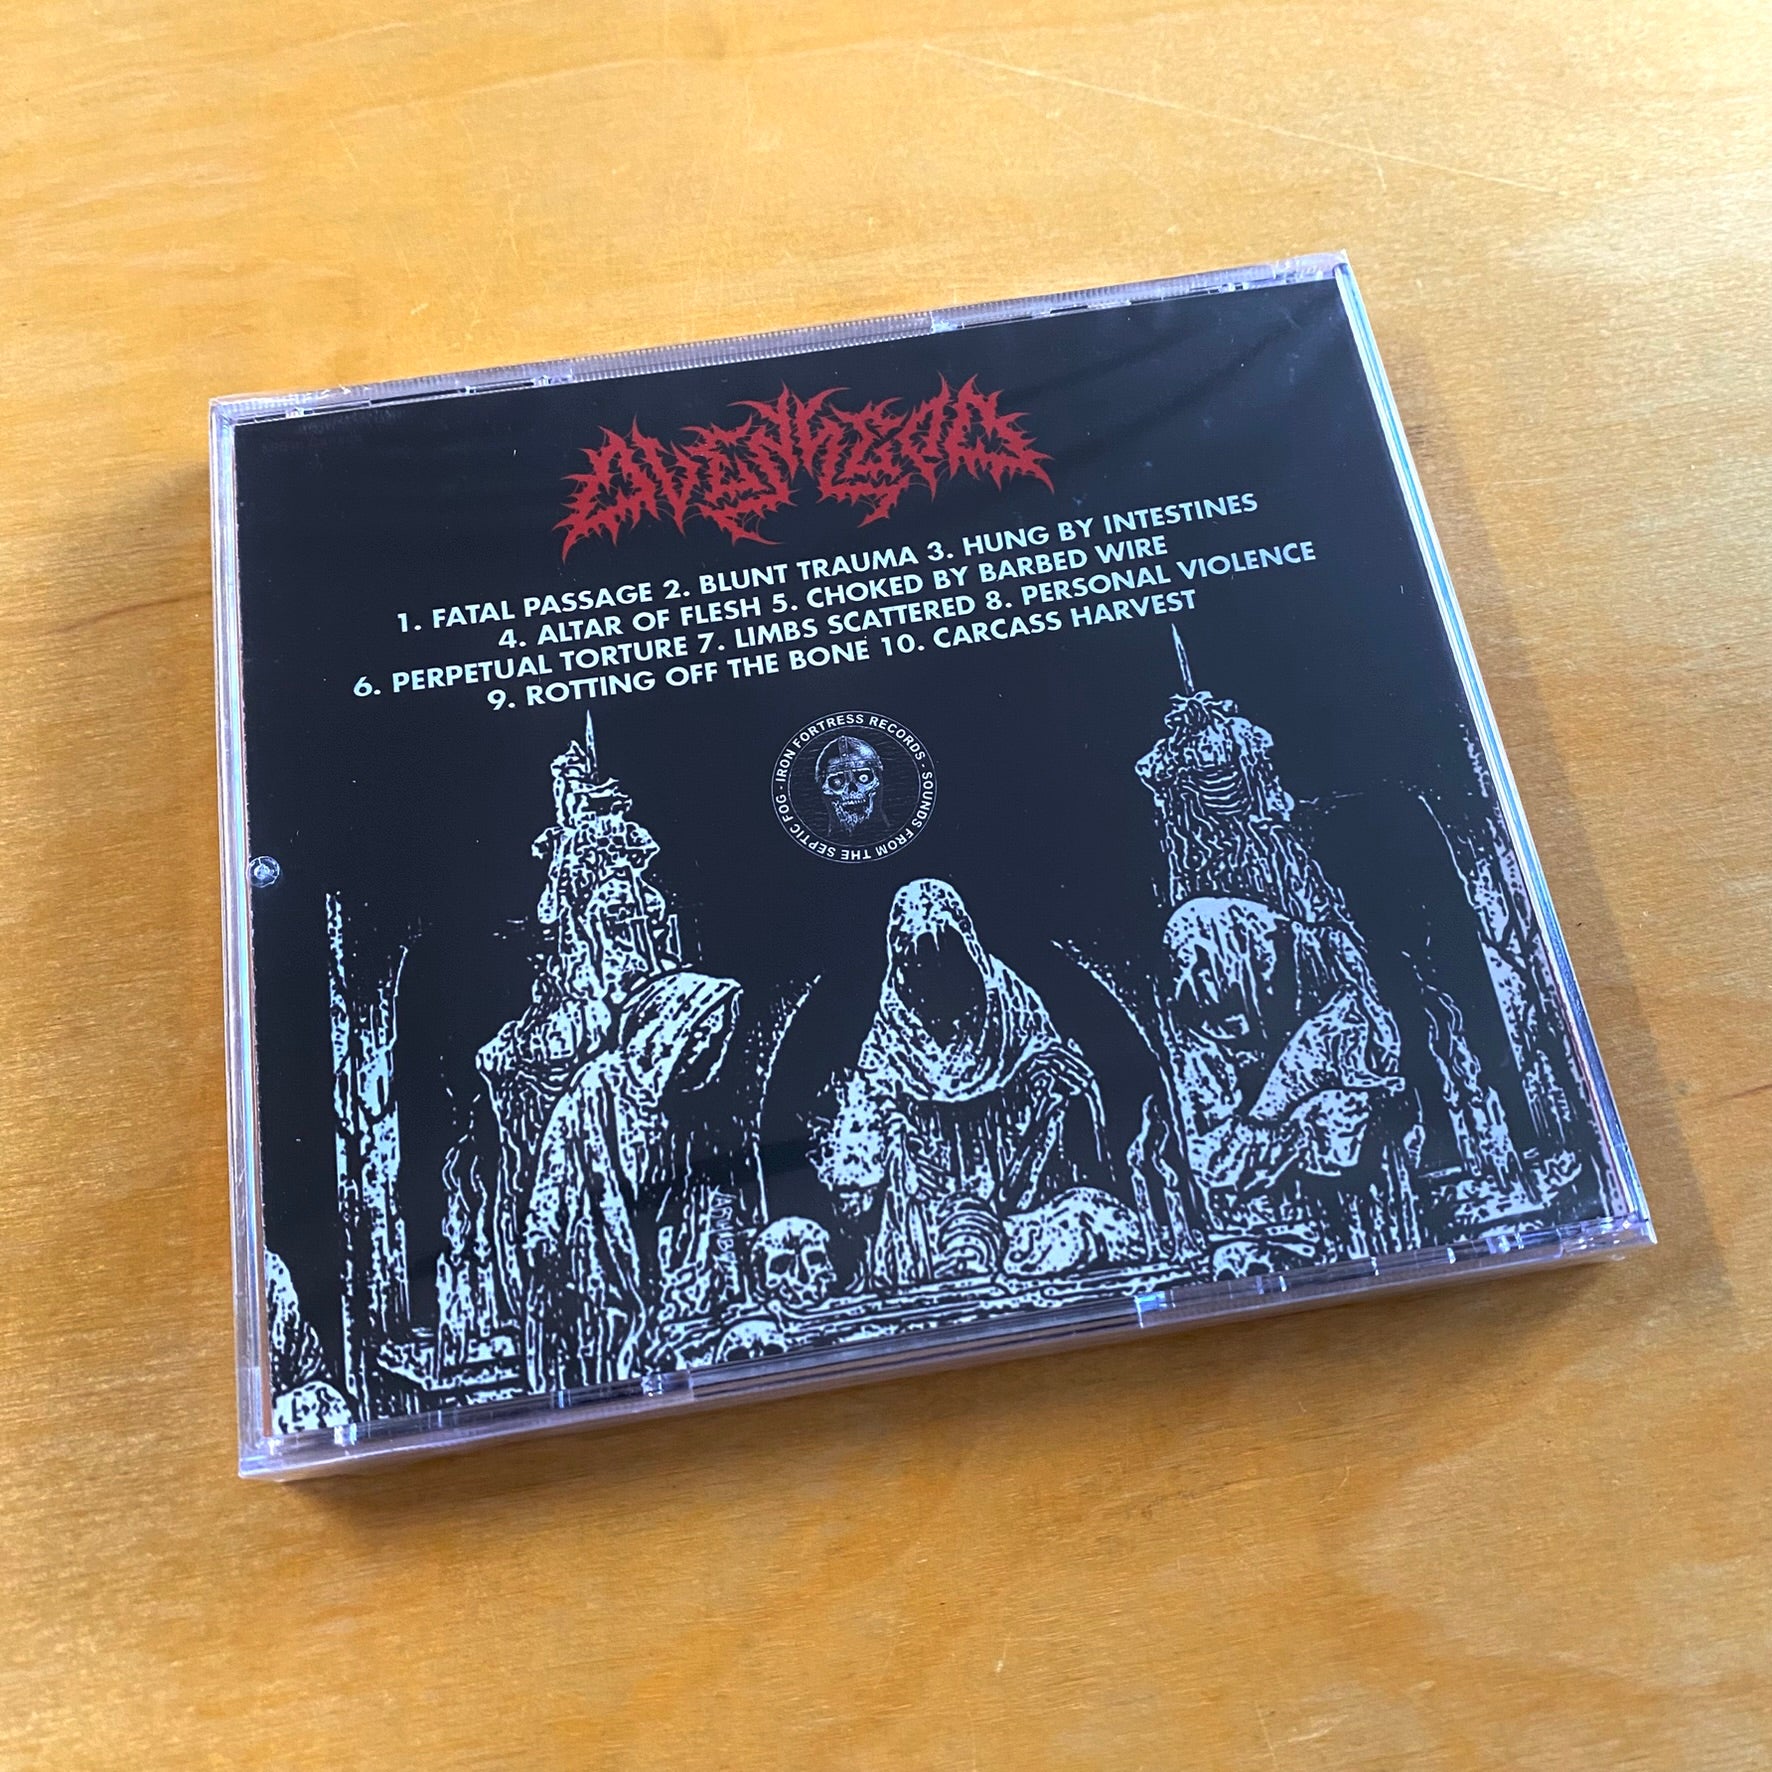 OVERHEAD
1. FATAL PASSAGE 2. BLUNT TRAUMA 3. HUNG BY INTESTINES
4. ALTAR OF FLESH 5. CHOKED BY BARBED WIRE
6. PERPETUAL TORTURE 7. LIMBS SCATTERED 8. PERSONAL VIOLENCE
9. ROTTING OFF THE BONE 10. CARCASS HARVEST
IRON FORTRESS RECORDS - SOUNDS FROM THE SEPTIC FOG -